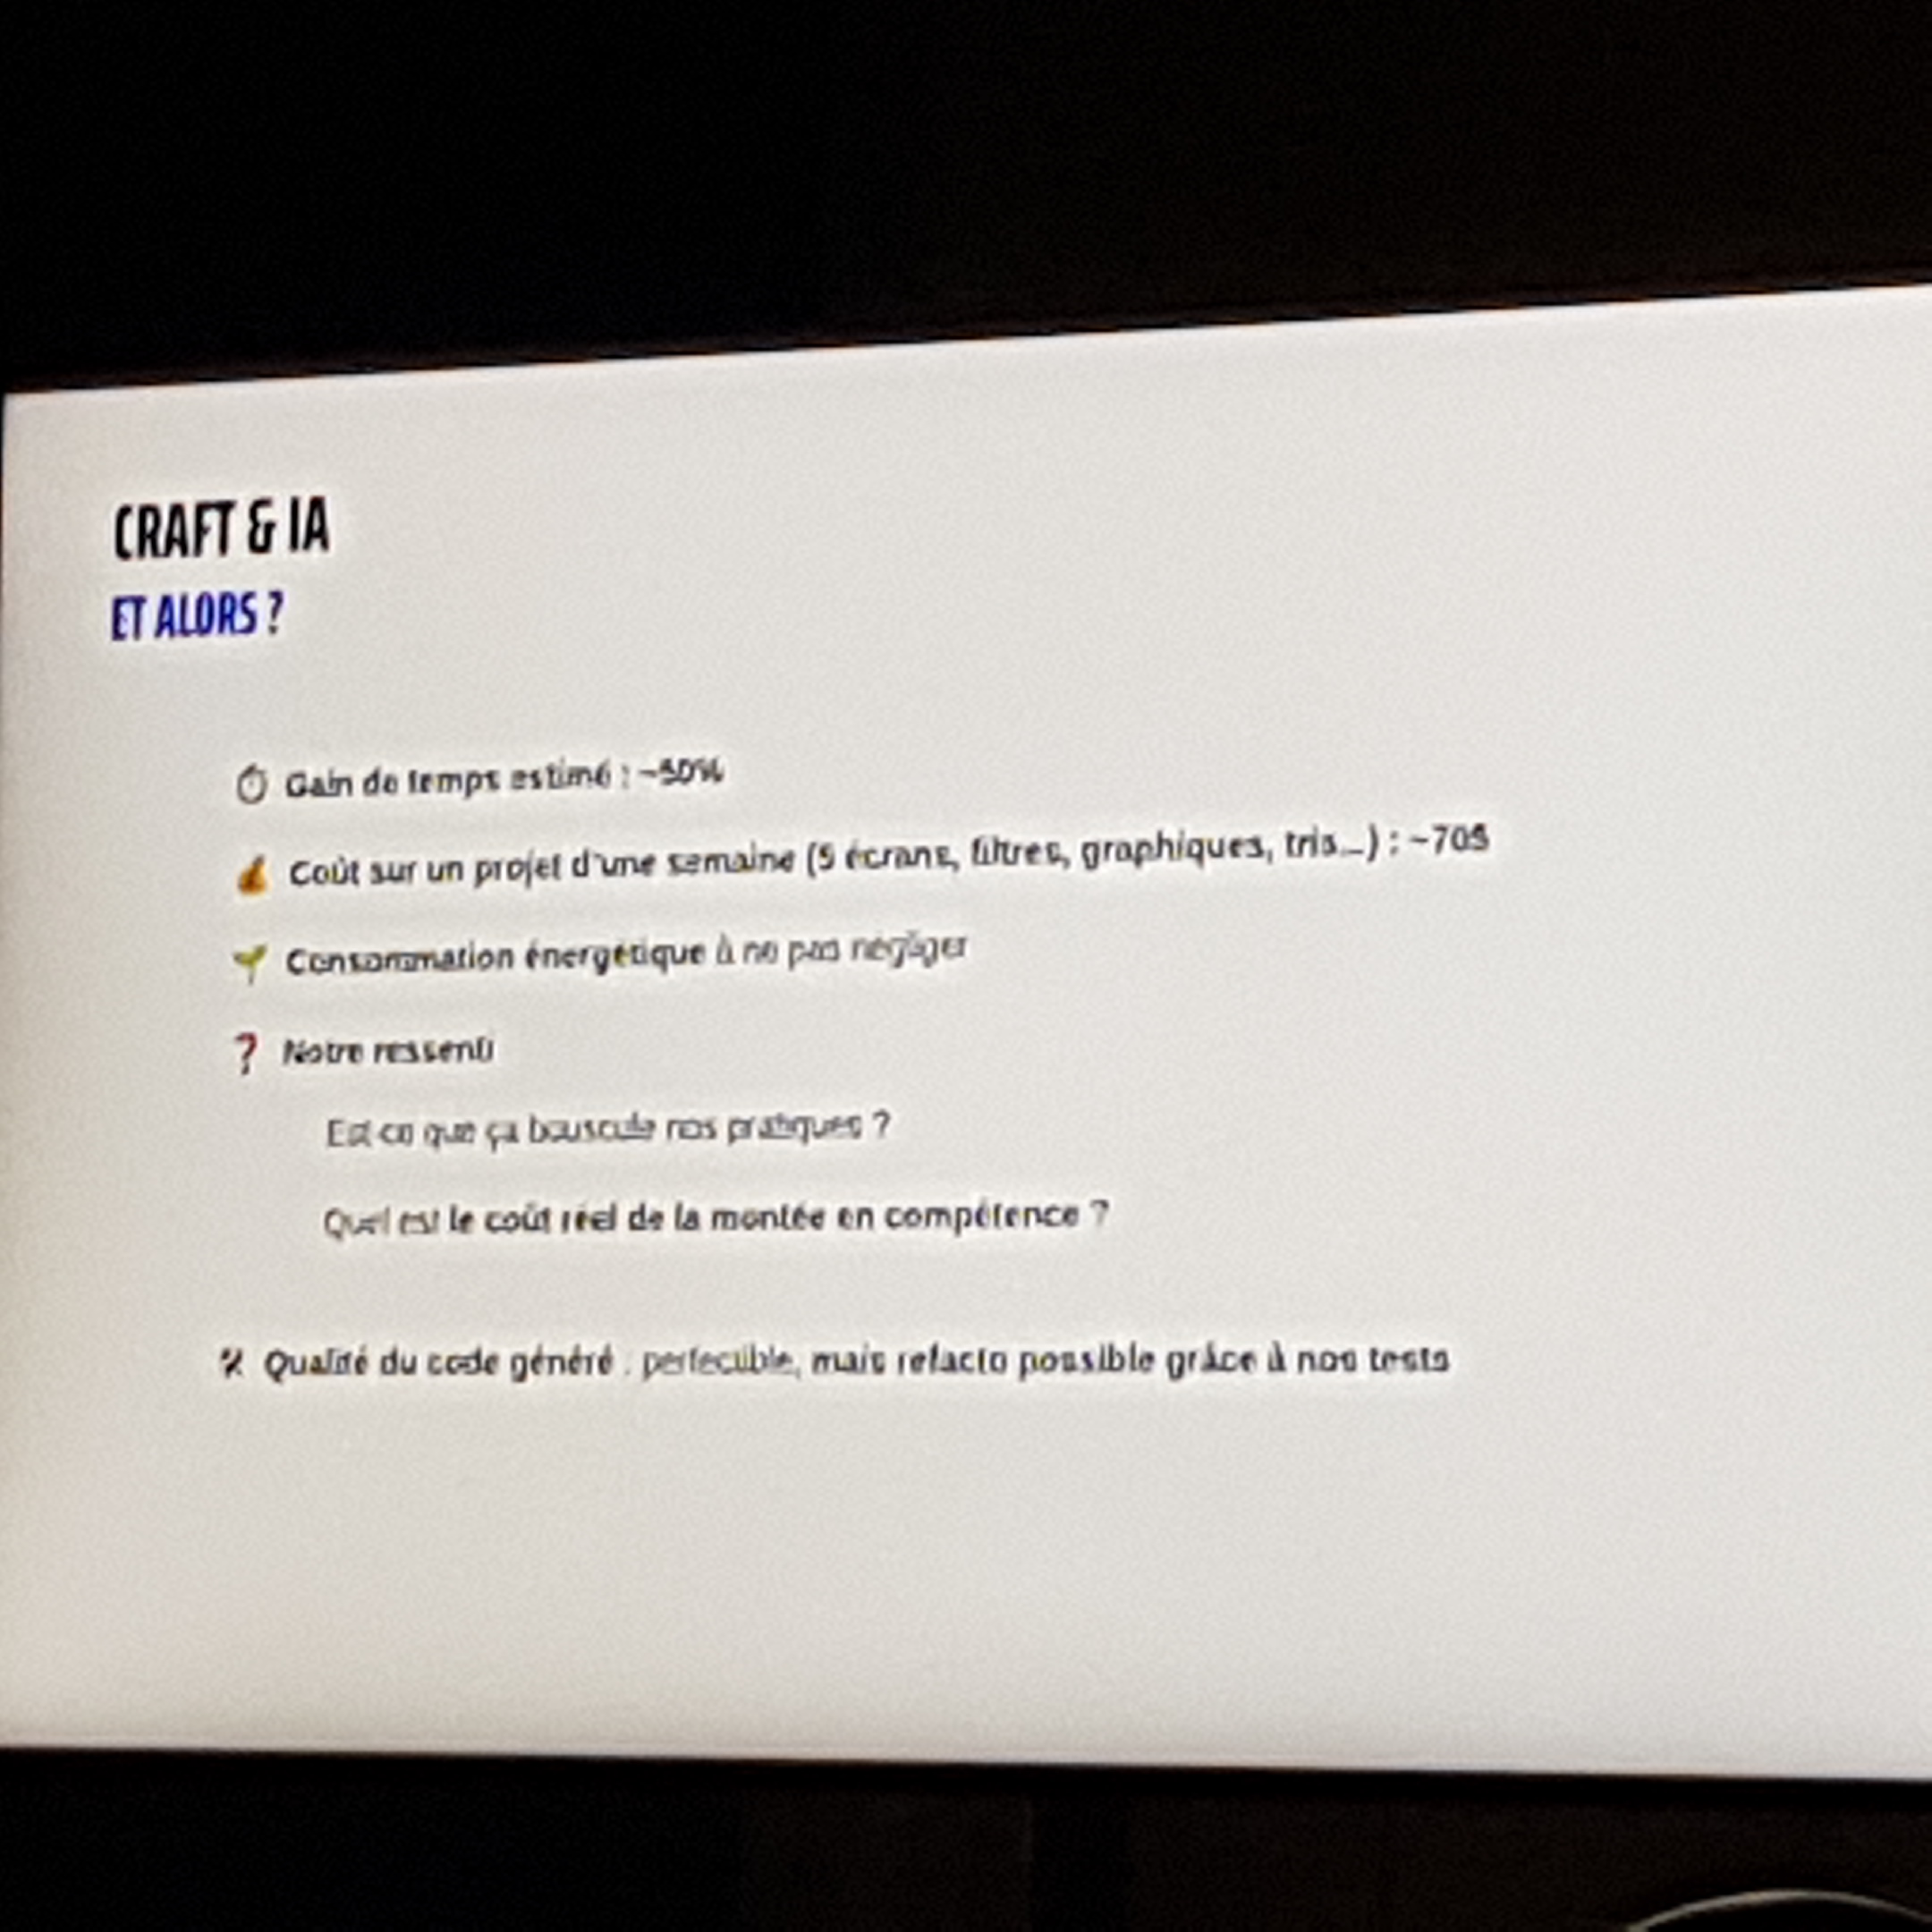 CRAFT & IA
ET ALORS ?
Gain de temps estimé :
Coût sur un projet d'une semaine (5 écrans, filtres, graphiques, tris...) : ~70$
Consommation énergétique à ne pas négliger
Notre ressenti
Est-ce que ça bouscule nos pratiques ?
Quel est le coût réel de la montée en compétence ?
Qualité du code généré : perfectible, mais refacto possible grâce à nos tests